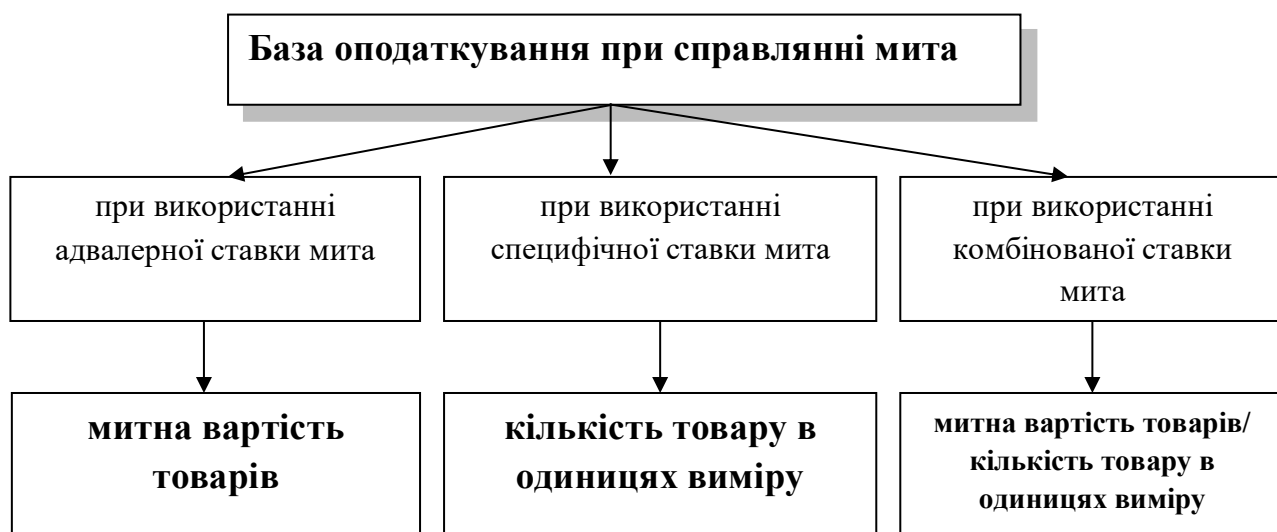 База оподаткування при справлянні мита
при використанні
адвалерної ставки мита
при використанні
специфічної ставки мита
при використанні
комбінованої ставки
мита
митна вартість
товарів
кількість товару в
одиницях виміру
митна вартість товарів/
кількість товару в
одиницях виміру